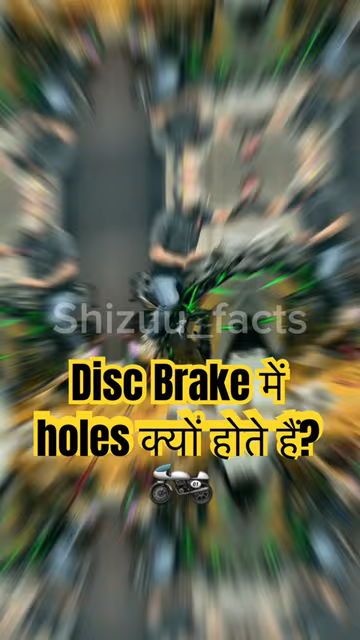 Shizuu_facts
Disc Brake में
holes क्यों होते हैं?